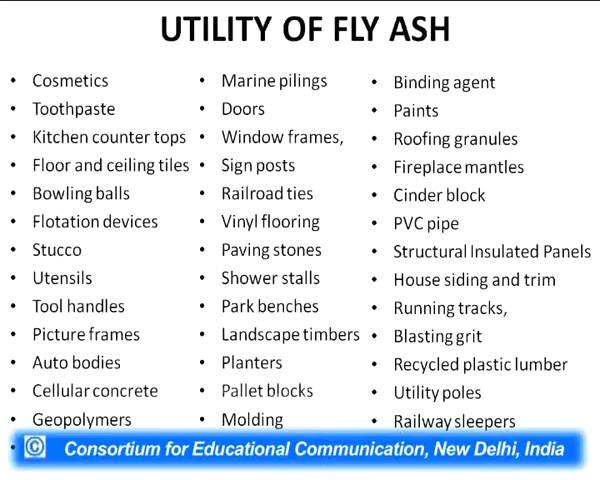 UTILITY OF FLY ASH
• Cosmetics
• Toothpaste
• Kitchen counter tops
• Floor and ceiling tiles
• Bowling balls
• Flotation devices
• Stucco
• Utensils
• Tool handles
• Picture frames
• Auto bodies
• Cellular concrete
• Geopolymers
• Marine pilings
• Doors
• Window frames,
• Sign posts
• Railroad ties
• Vinyl flooring
• Paving stones
• Shower stalls
• Park benches
• Landscape timbers
• Planters
• Pallet blocks
• Molding
• Binding agent
• Paints
• Roofing granules
• Fireplace mantles
• Cinder block
• PVC pipe
• Structural Insulated Panels
• House siding and trim
• Running tracks,
• Blasting grit
• Recycled plastic lumber
• Utility poles
• Railway sleepers
© Consortium for Educational Communication, New Delhi, India